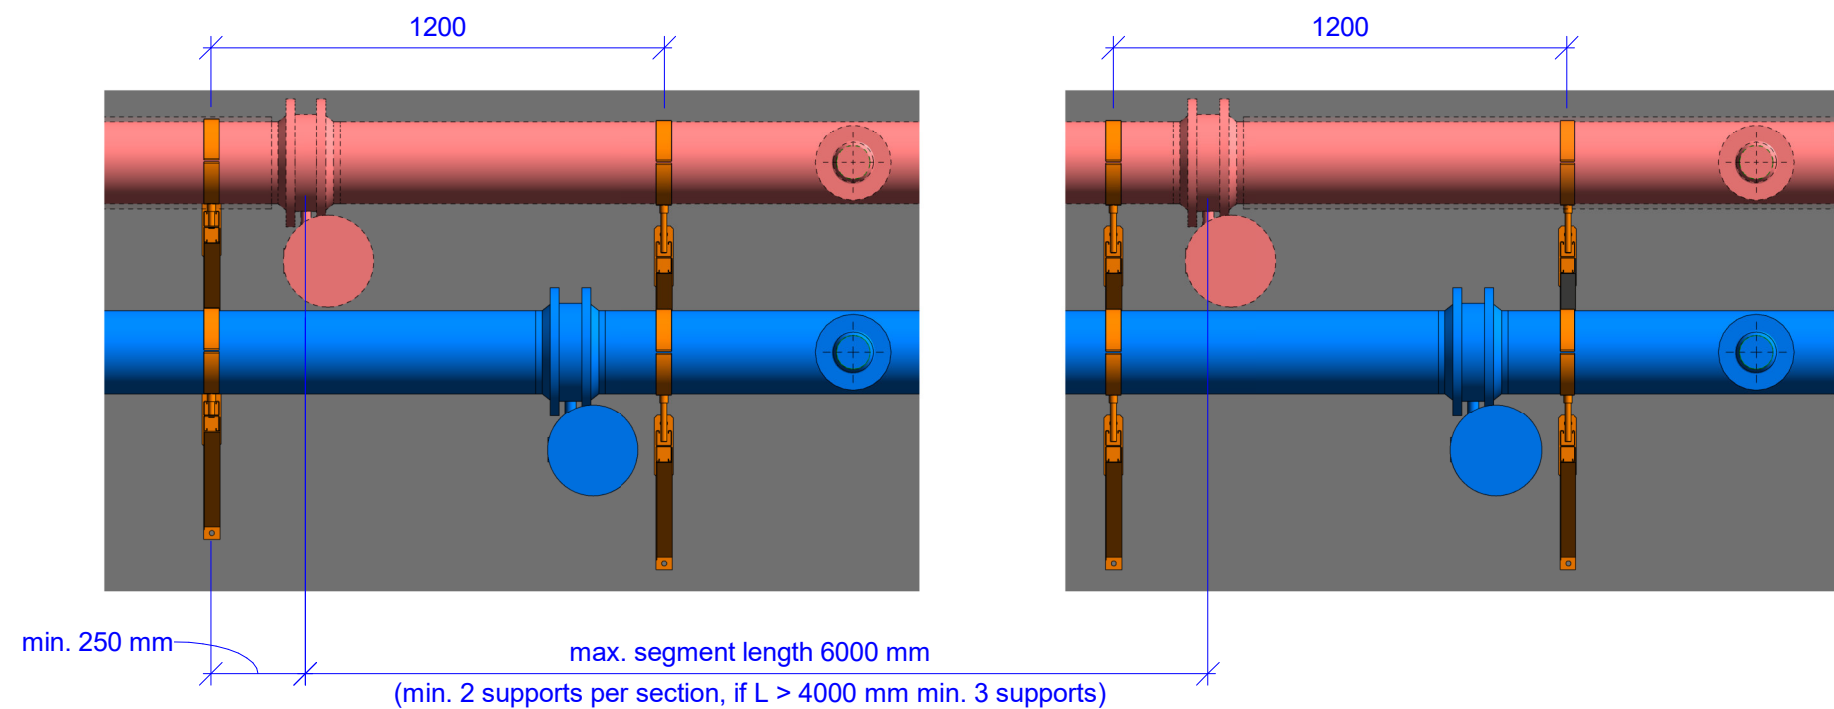 1200
1200
min. 250 mm
max. segment length 6000 mm
(min. 2 supports per section, if L > 4000 mm min. 3 supports)